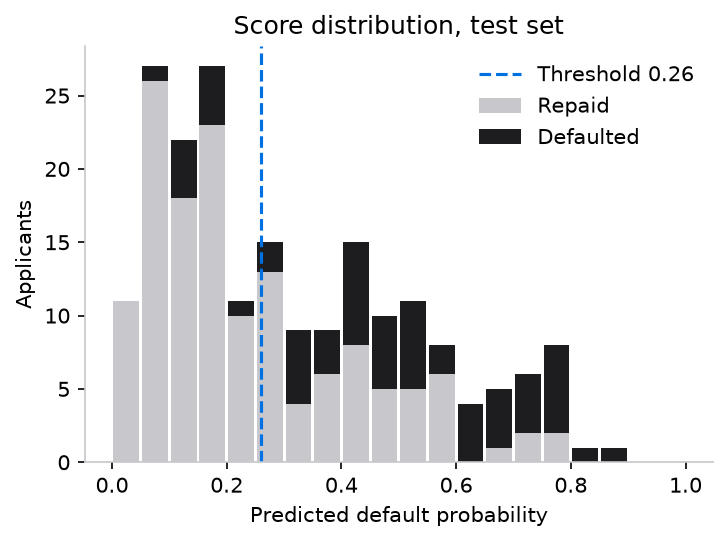 Score distribution, test set
Threshold 0.26
Repaid
Defaulted
Applicants
25
20
15
10
5
0
0.0 0.2 0.4 0.6 0.8 1.0
Predicted default probability